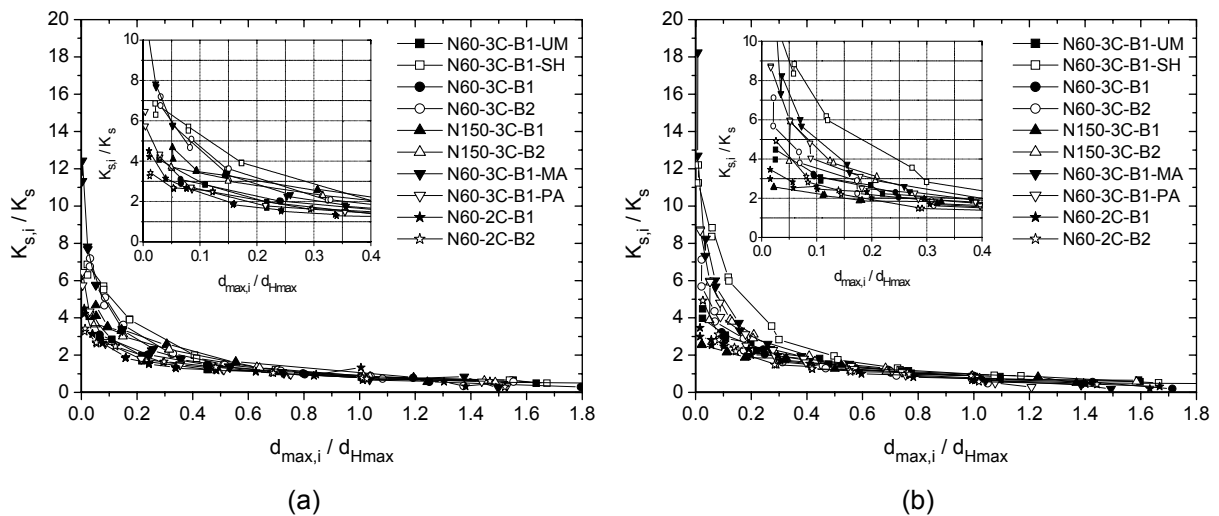 20
18
16
14
12
10
8
6
4
2
0
K_s,i / K_s
0.0 0.2 0.4 0.6 0.8 1.0 1.2 1.4 1.6 1.8
d_max,i / d_Hmax
10
8
6
4
2
0
K_s,i / K_s
0.0 0.1 0.2 0.3 0.4
d_max,i / d_Hmax
N60-3C-B1-UM
N60-3C-B1-SH
N60-3C-B1
N60-3C-B2
N150-3C-B1
N150-3C-B2
N60-3C-B1-MA
N60-3C-B1-PA
N60-2C-B1
N60-2C-B2
(a)
20
18
16
14
12
10
8
6
4
2
0
K_s,i / K_s
0.0 0.2 0.4 0.6 0.8 1.0 1.2 1.4 1.6 1.8
d_max,i / d_Hmax
10
8
6
4
2
0
K_s,i / K_s
0.0 0.1 0.2 0.3 0.4
d_max,i / d_Hmax
N60-3C-B1-UM
N60-3C-B1-SH
N60-3C-B1
N60-3C-B2
N150-3C-B1
N150-3C-B2
N60-3C-B1-MA
N60-3C-B1-PA
N60-2C-B1
N60-2C-B2
(b)